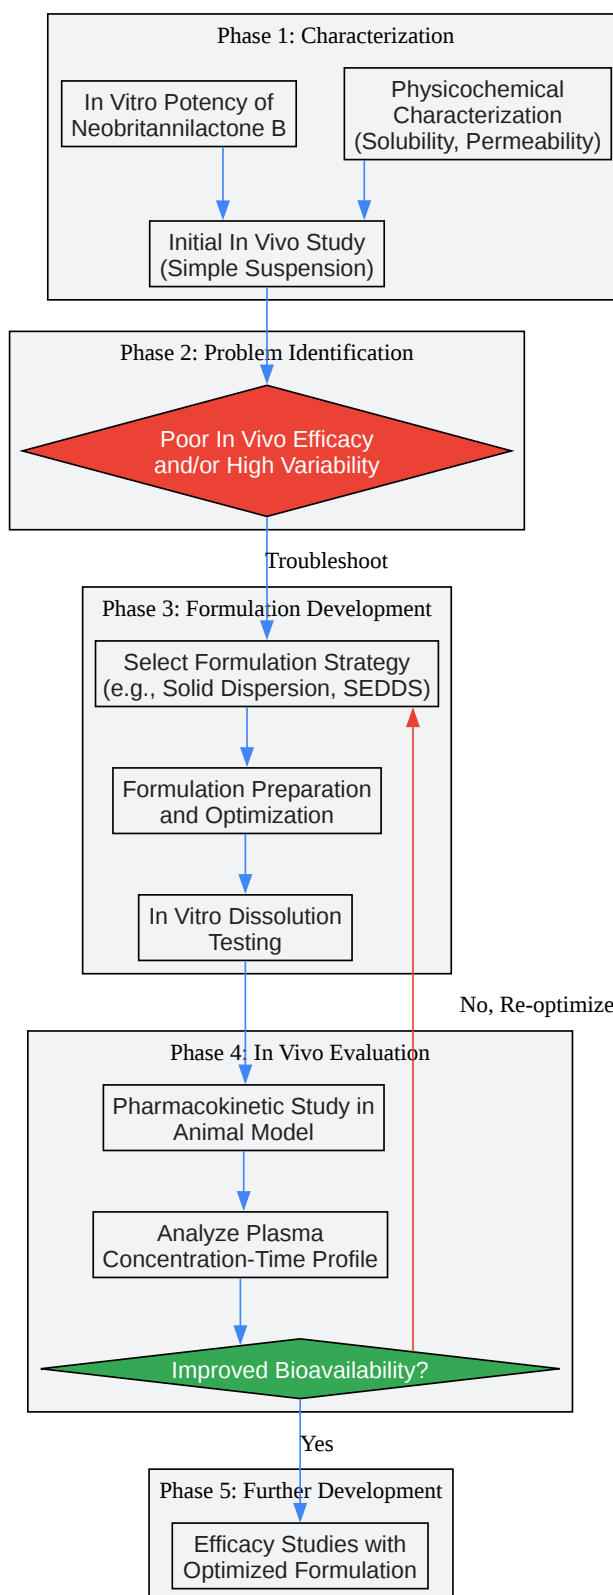 Phase 1: Characterization
In Vitro Potency of
Neobritannilactone B
Physicochemical
Characterization
(Solubility, Permeability)
Initial In Vivo Study
(Simple Suspension)
Phase 2: Problem Identification
Poor In Vivo Efficacy
and/or High Variability
Troubleshoot
Phase 3: Formulation Development
Select Formulation Strategy
(e.g., Solid Dispersion, SEDDS)
Formulation Preparation
and Optimization
In Vitro Dissolution
Testing
No, Re-optimize
Phase 4: In Vivo Evaluation
Pharmacokinetic Study in
Animal Model
Analyze Plasma
Concentration-Time Profile
Improved Bioavailability?
Yes
Phase 5: Further Development
Efficacy Studies with
Optimized Formulation